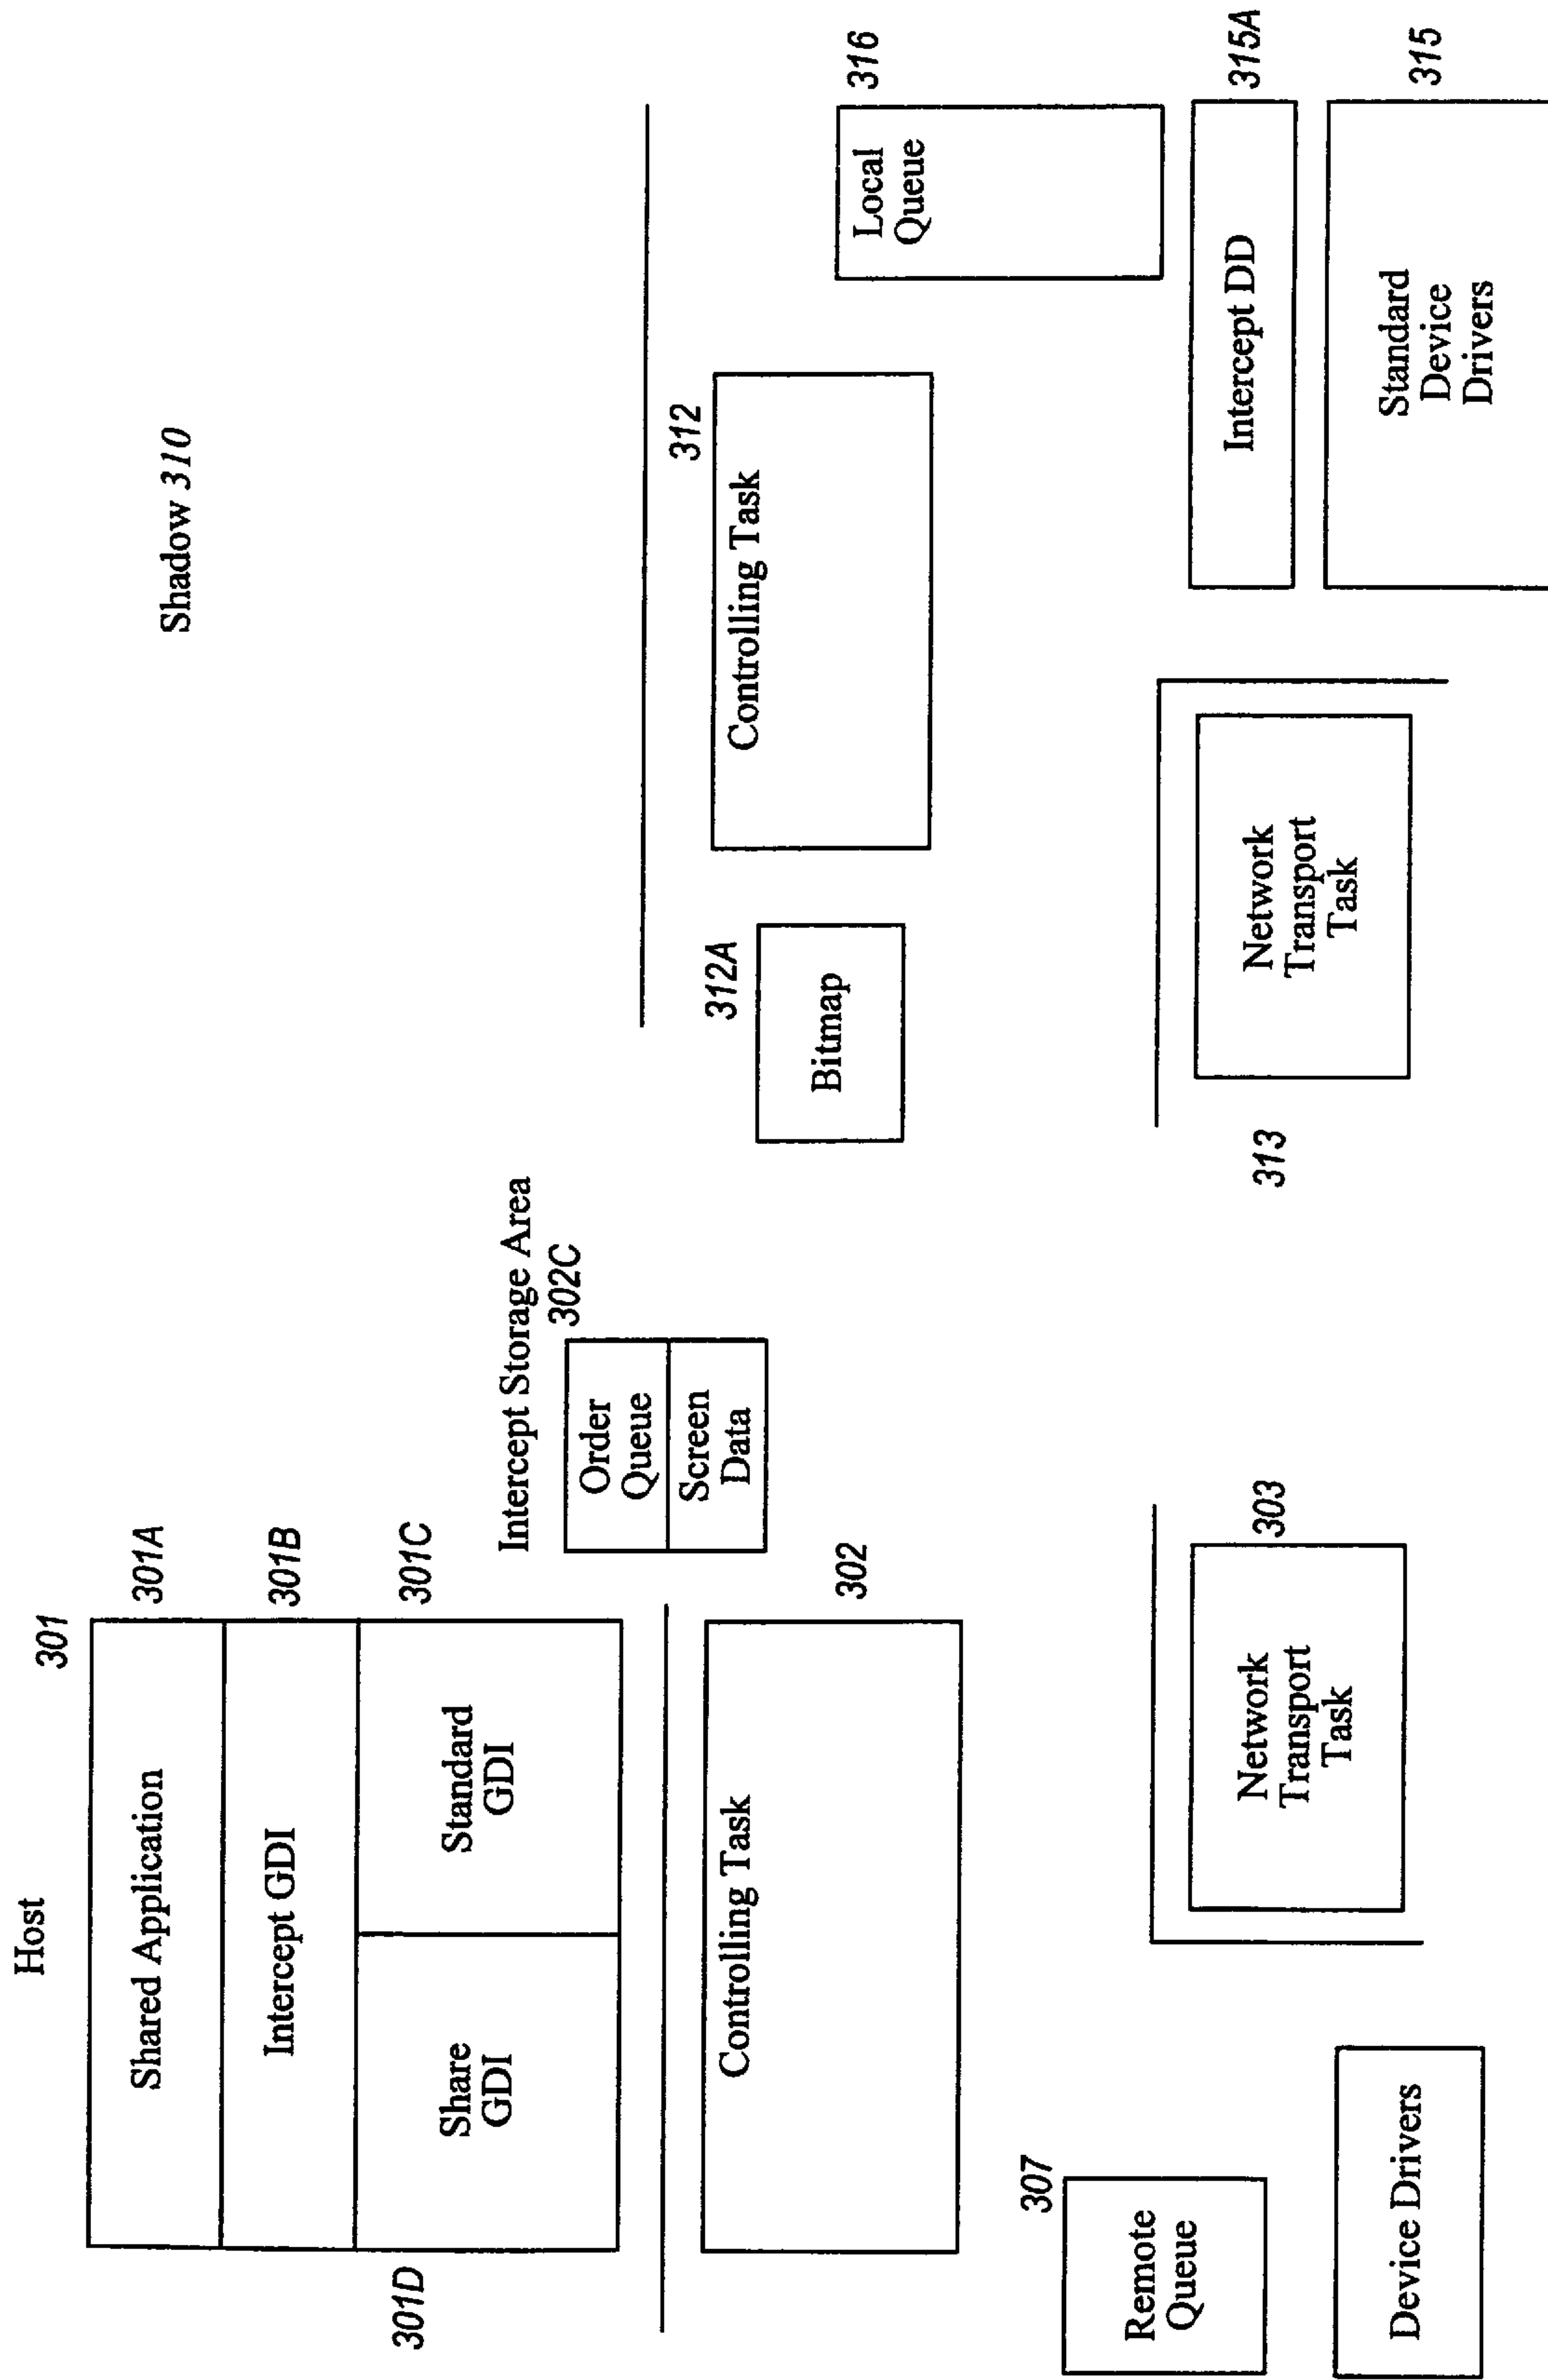 Host
301
Shared Application
301A
Intercept GDI
301B
Share
GDI
Standard
GDI
301C
301D
Intercept Storage Area
302C
Order
Queue
Screen
Data
Controlling Task
302
307
Remote
Queue
Network
Transport
Task
303
Device Drivers
Shadow 310
312A
Bitmap
312
Controlling Task
Local
Queue
316
313
Network
Transport
Task
Intercept DD
315A
Standard
Device
Drivers
315